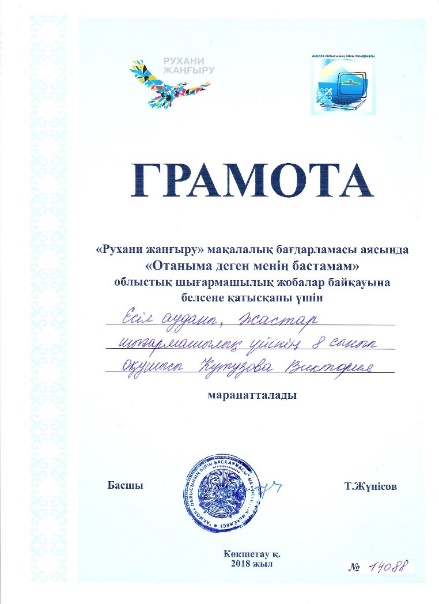 РУХАНИ
ЖАҢҒЫРУ
ГРАМОТА
«Рухани жаңғыру» мақалалық бағдарламасы аясында
«Отаныма деген менің бастамам»
облыстық шығармашылық жобалар байқауына
белсене қатысқаны үшін
Есіл ауданы, Жастар
шығармашылық үйінің 8 сынып
оқушысы Кутузова Виктория
марапатталады
Басшы
Т.Жүнісов
Көкшетау қ.
2018 жыл
№ 14088